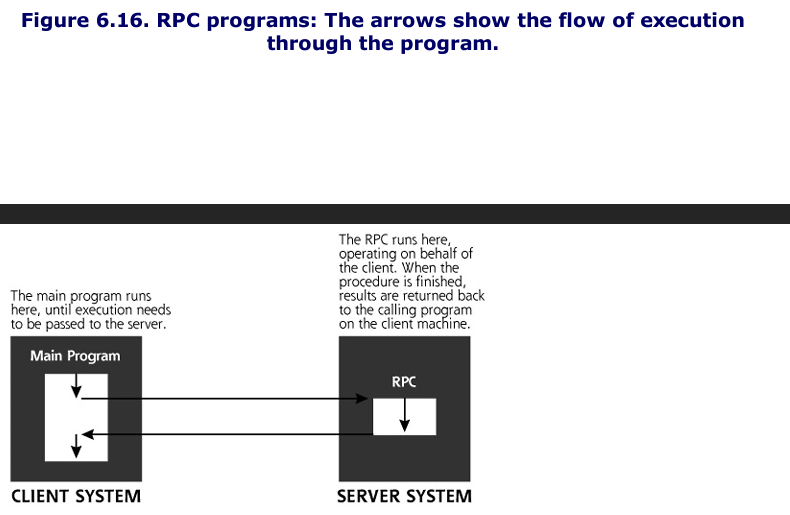 Figure 6.16. RPC programs: The arrows show the flow of execution
through the program.
The RPC runs here,
operating on behalf of
the client. When the
procedure is finished,
results are returned back
to the calling program
on the client machine.
The main program runs
here, until execution needs
to be passed to the server.
Main Program
RPC
CLIENT SYSTEM
SERVER SYSTEM